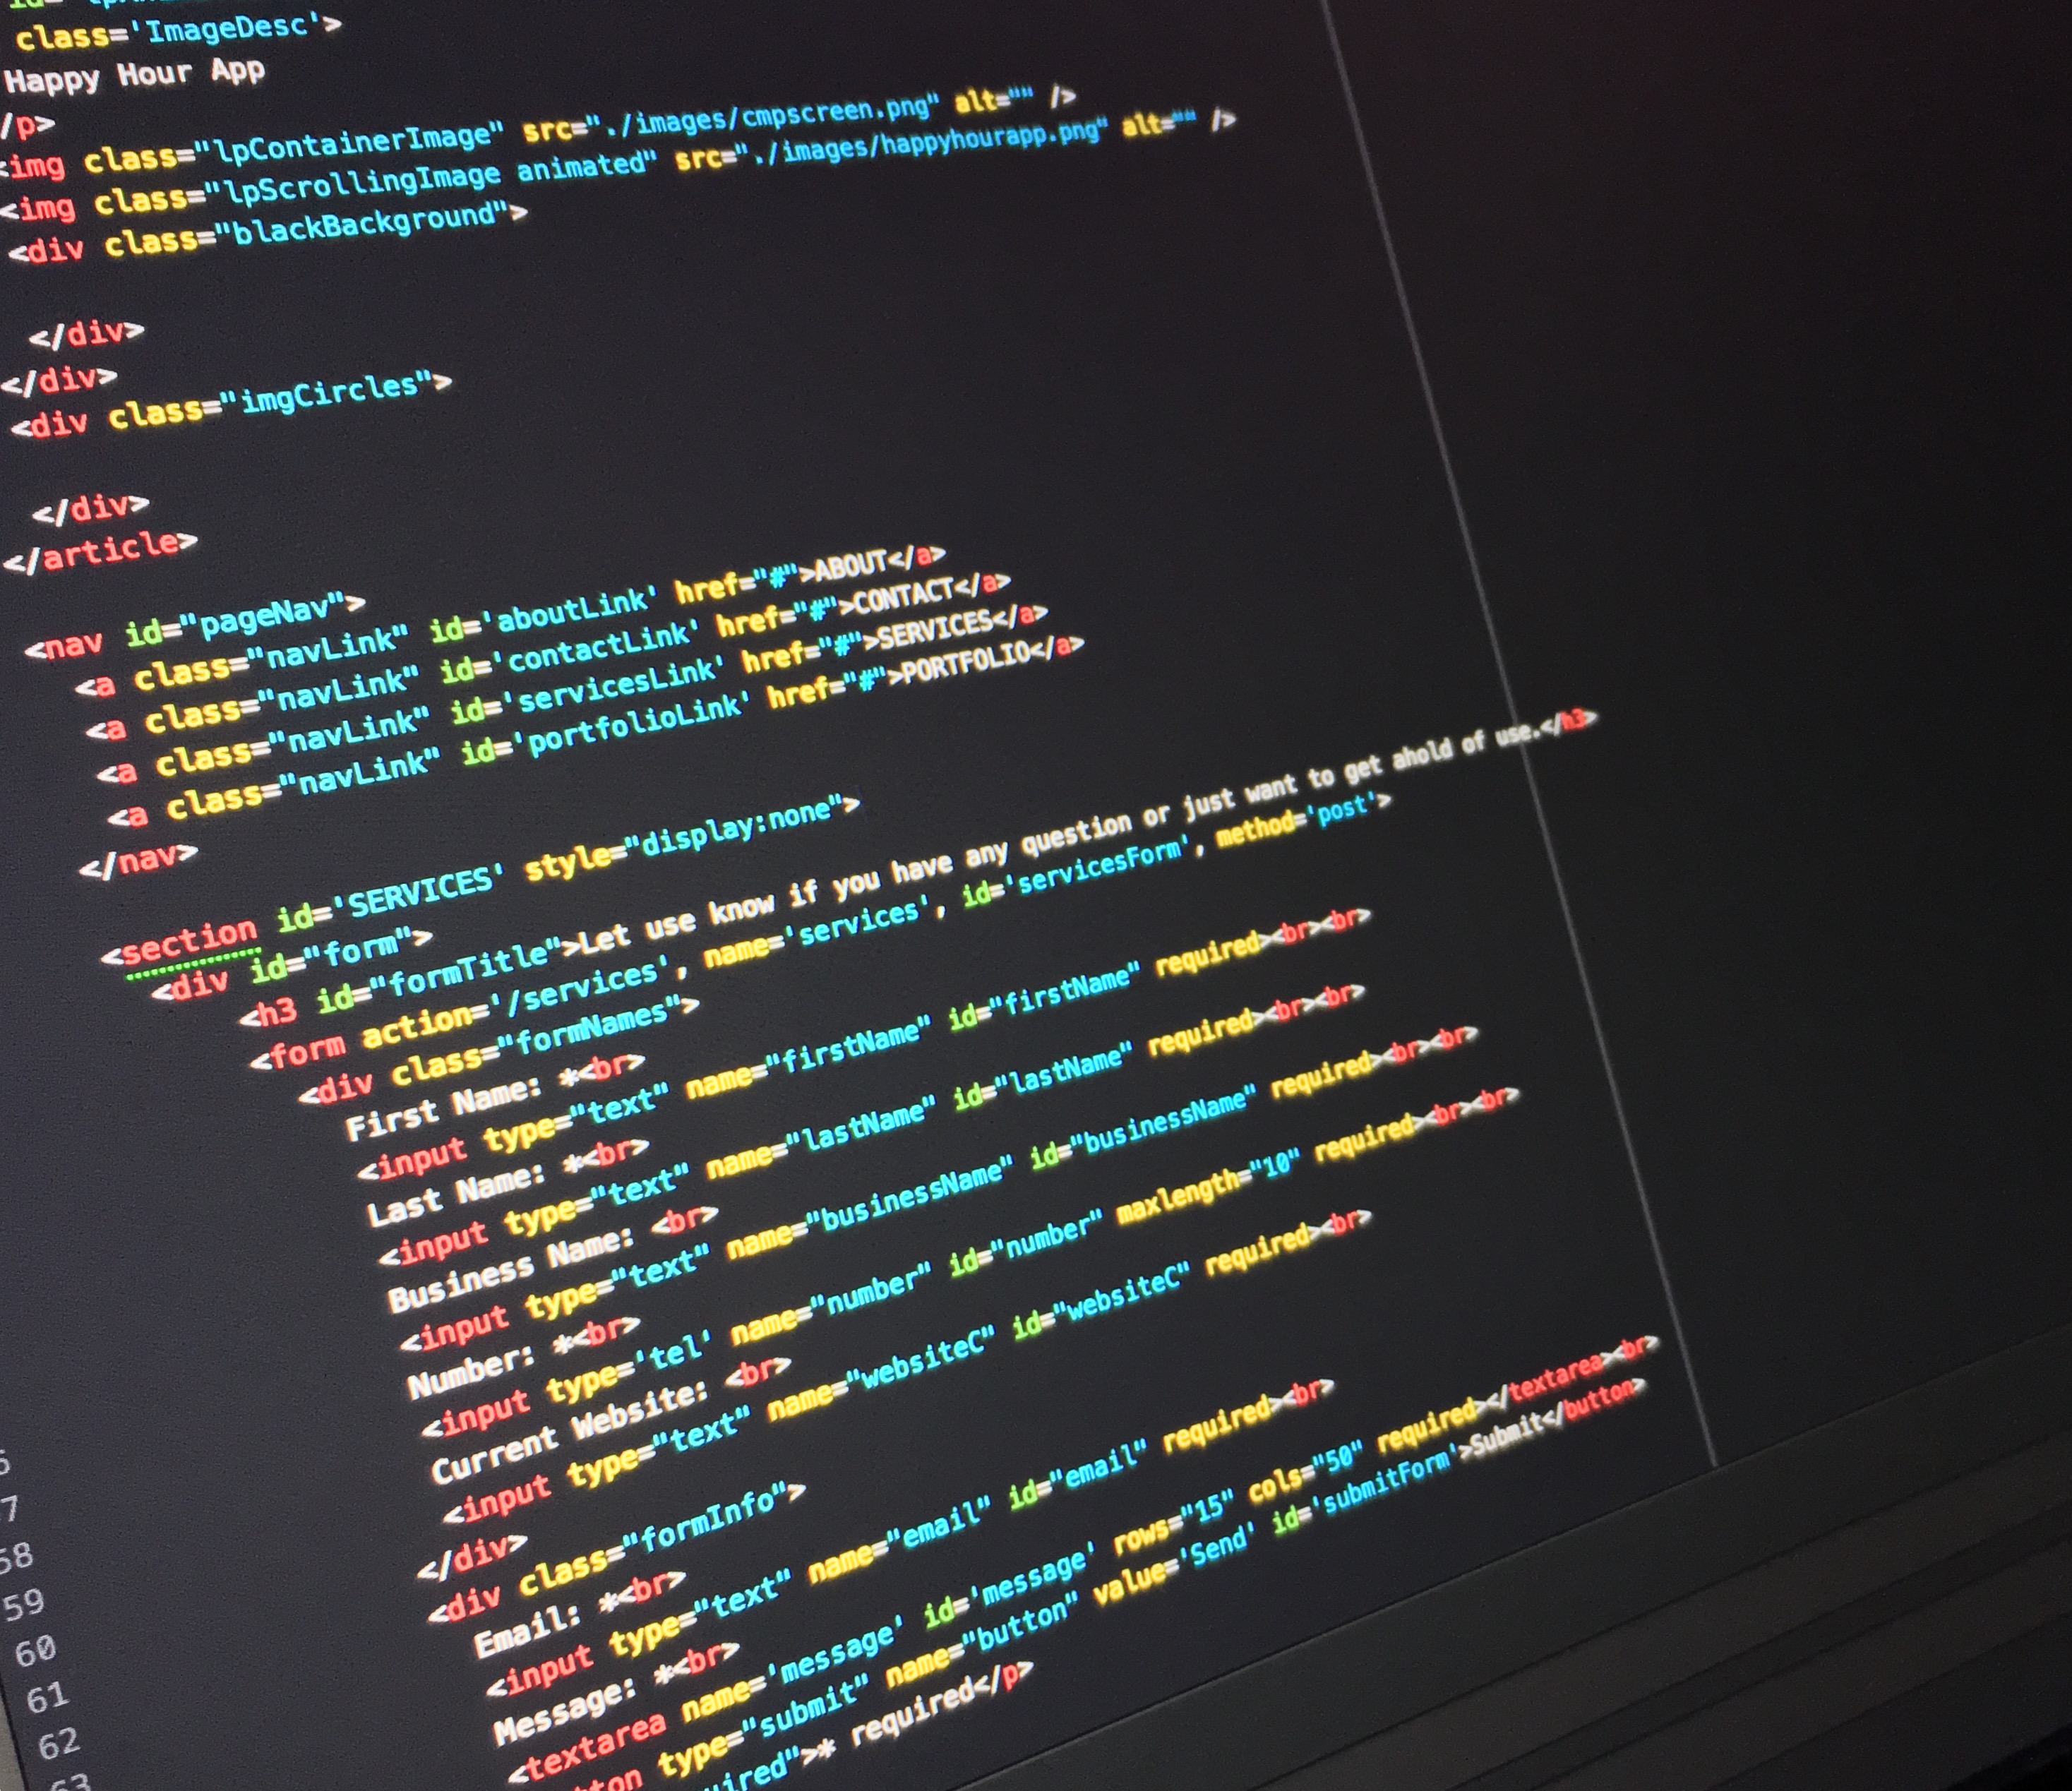 class='ImageDesc'>
Happy Hour App
/p>
<img class="lpContainerImage" src="./images/cmpscreen.png" alt="" />
<img class="lpScrollingImage animated" src="./images/happyhourapp.png" alt="" />
<div class="blackBackground">
</div>
</div>
<div class="imgCircles">
</div>
</article>
<nav id="pageNav">
<a class="navLink" id='aboutLink' href="#">ABOUT</a>
<a class="navLink" id='contactLink' href="#">CONTACT</a>
<a class="navLink" id='servicesLink' href="#">SERVICES</a>
<a class="navLink" id='portfolioLink' href="#">PORTFOLIO</a>
</nav>
<section id='SERVICES' style="display:none">
<div id="form">
<h3 id="formTitle">Let use know if you have any question or just want to get ahold of use.</h3>
<form action='/services', name='services', id='servicesForm', method='post'>
<div class="formNames">
First Name: *<br>
<input type="text" name="firstName" id="firstName" required><br><br>
Last Name: *<br>
<input type="text" name="lastName" id="lastName" required><br><br>
Business Name: <br>
<input type="text" name="businessName" id="businessName" required><br><br>
Number: *<br>
<input type='tel' name="number" id="number" maxlength="10" required><br><br>
Current Website: <br>
<input type="text" name="websiteC" id="websiteC" required><br>
</div>
<div class="formInfo">
58 Email: *<br>
59 <input type="text" name="email" id="email" required><br>
60 Message: *<br>
61 <textarea name='message' id='message' rows="15" cols="50" required></textarea><br>
62 type="submit" name="button" value='Send' id='submitForm'>Submit</button>
63 ired">* required</p>